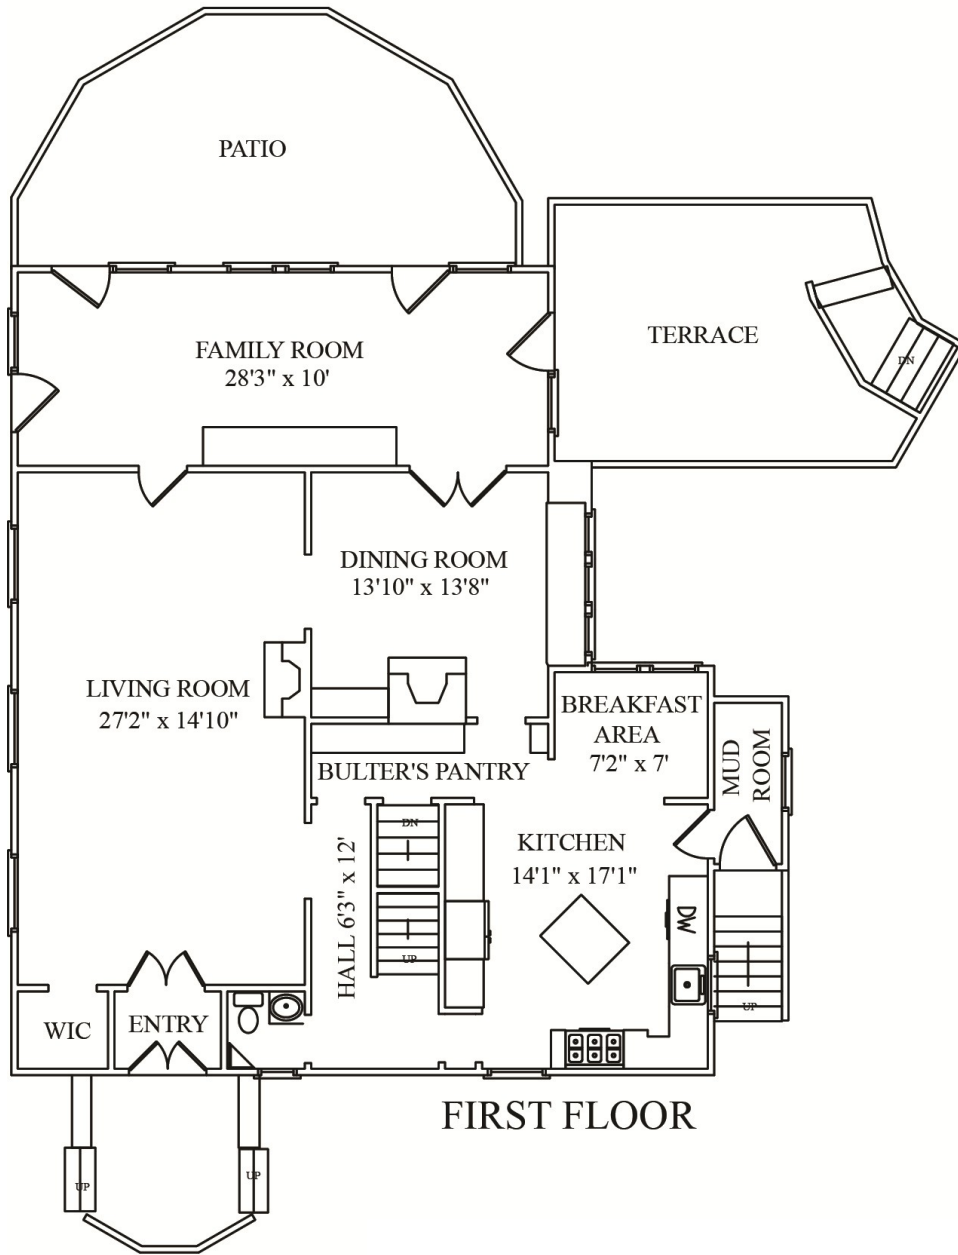 PATIO
TERRACE
DN
FAMILY ROOM
28'3" x 10'
DINING ROOM
13'10" x 13'8"
LIVING ROOM
27'2" x 14'10"
BREAKFAST
AREA
7'2" x 7'
MUD
ROOM
BULTER'S PANTRY
DN
HALL 6'3" x 12'
UP
KITCHEN
14'1" x 17'1"
DW
UP
WIC
ENTRY
FIRST FLOOR
UP
UP